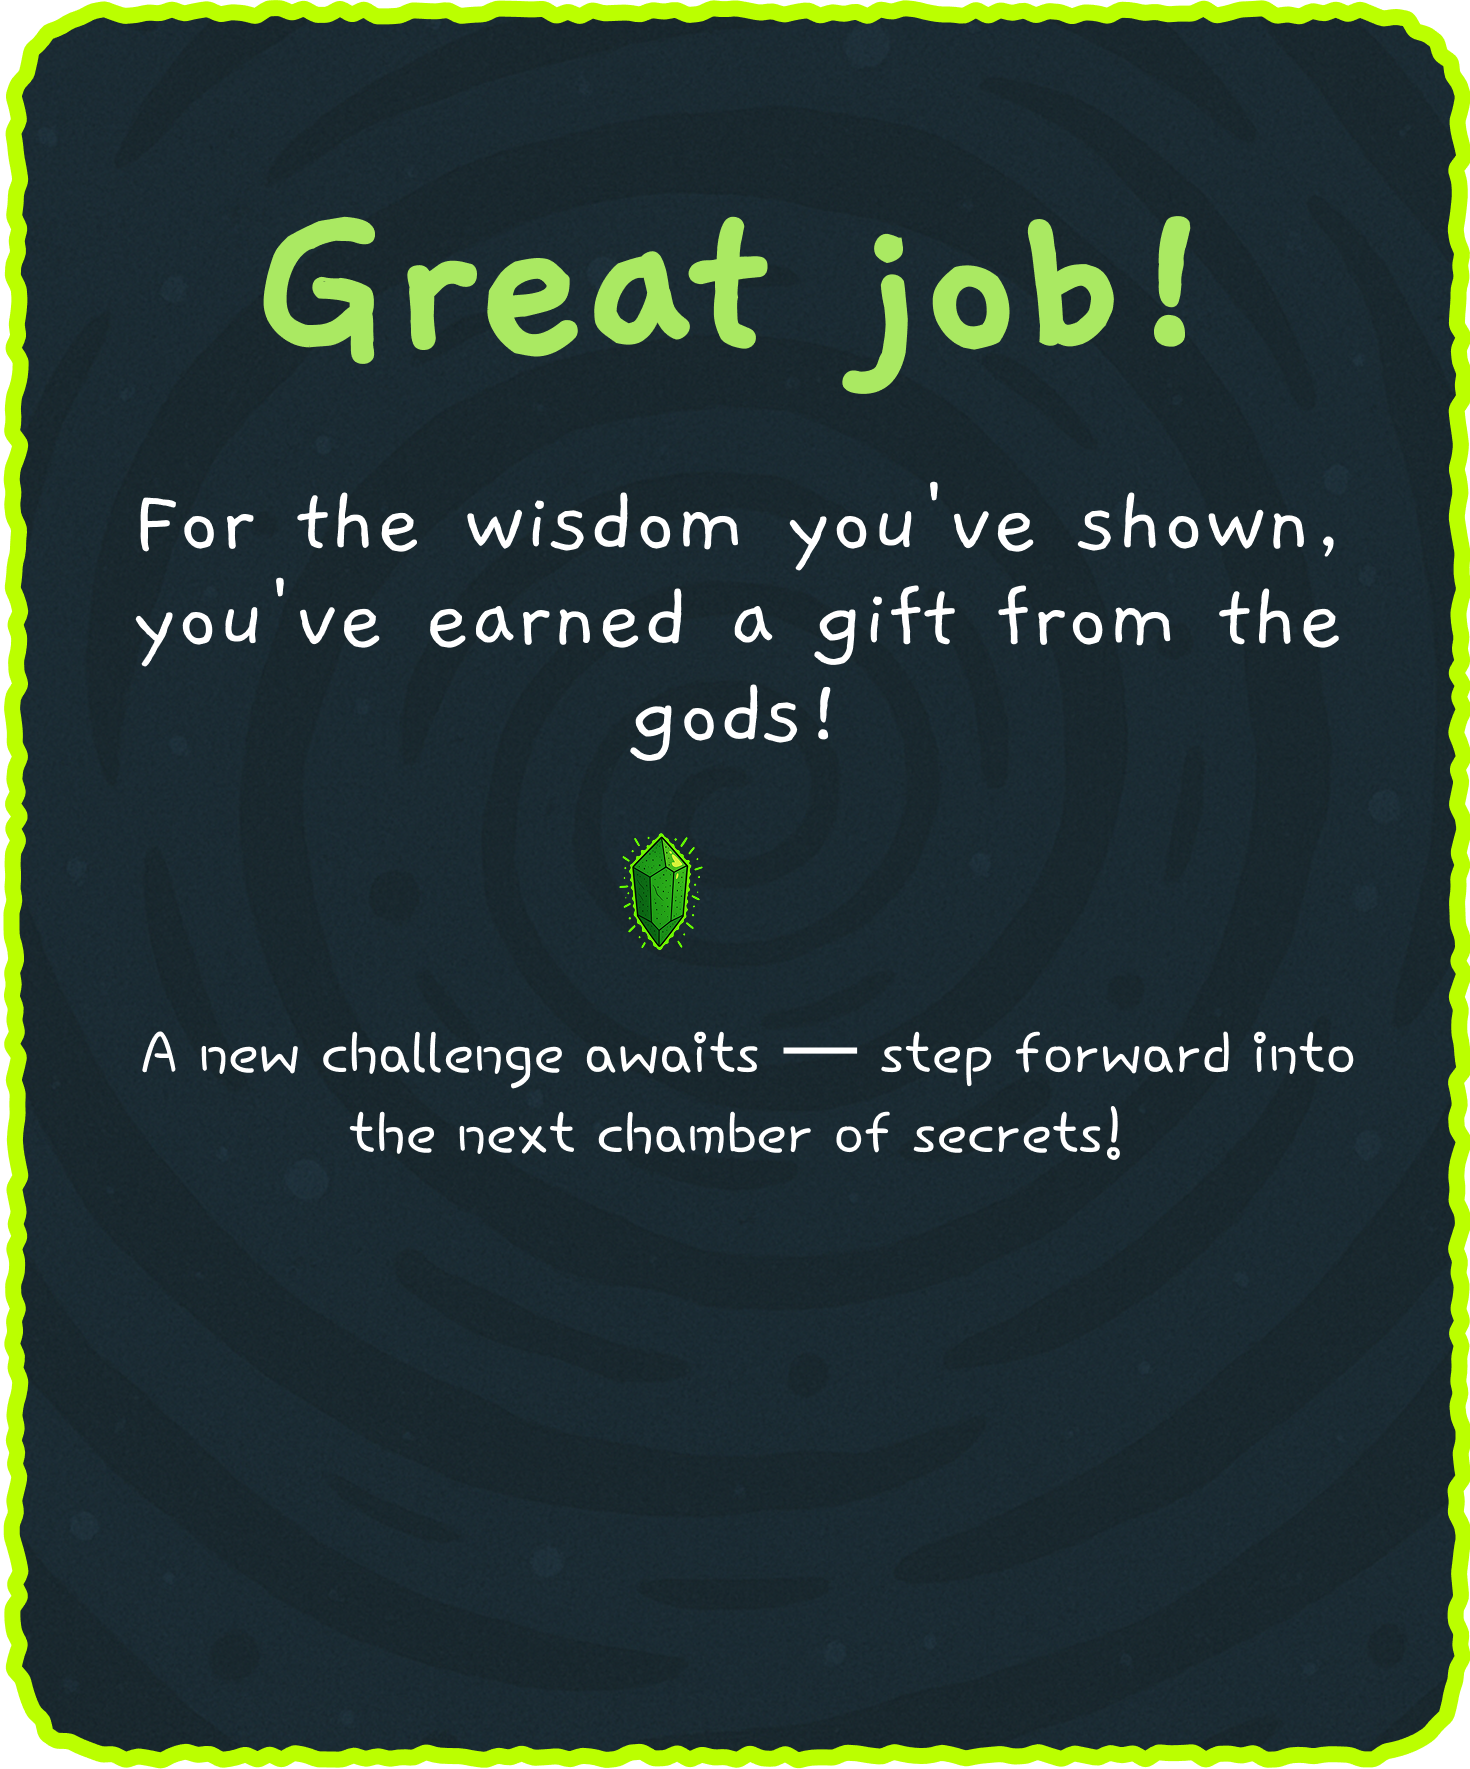 Great job!
For the wisdom you've shown,
you've earned a gift from the
gods!
A new challenge awaits — step forward into
the next chamber of secrets!